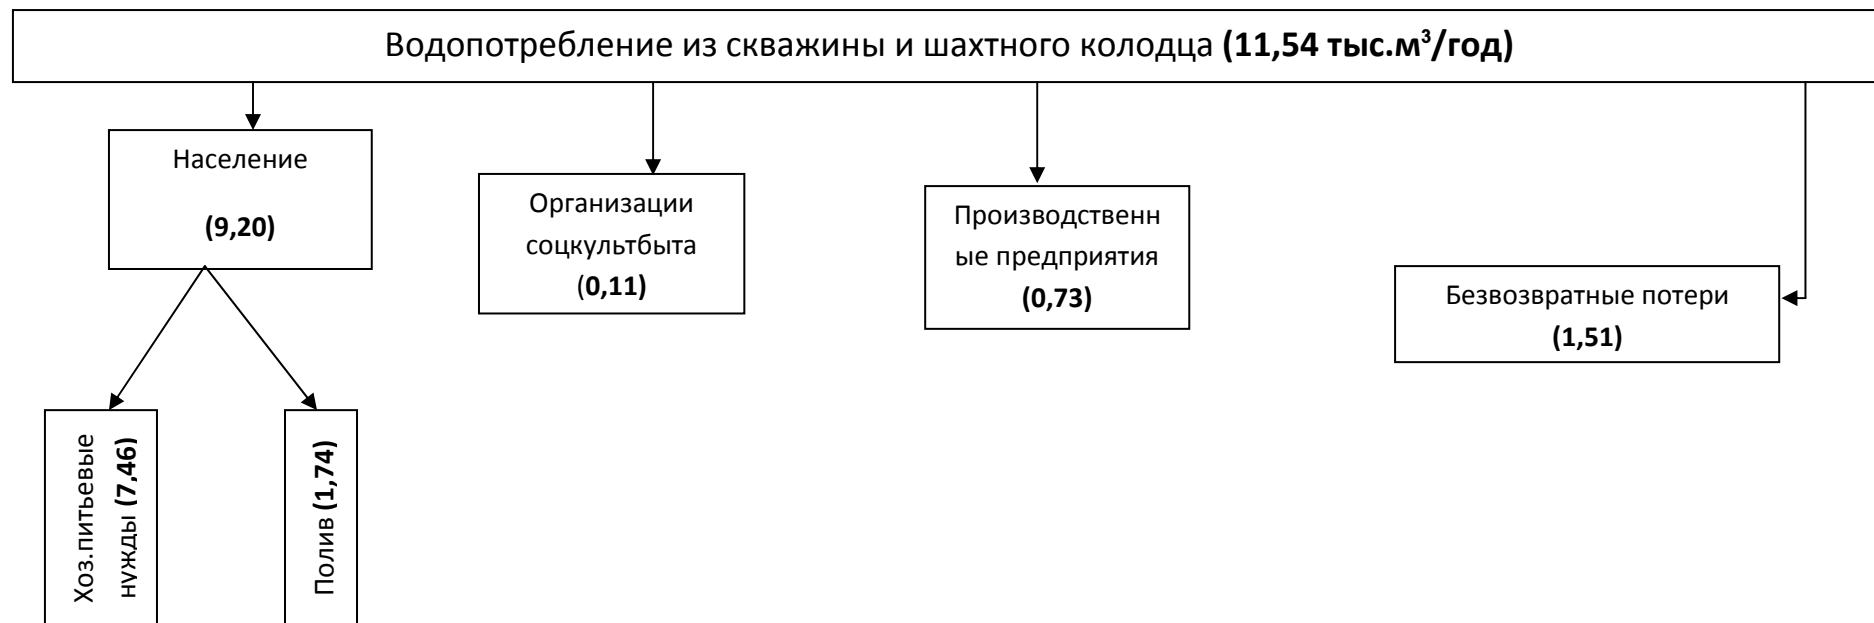 Водопотребление из скважины и шахтного колодца (11,54 тыс.м³/год)
Население
(9,20)
Организации
соцкультбыта
(0,11)
Производственн
ые предприятия
(0,73)
Безвозвратные потери
(1,51)
Хоз.питьевые
нужды (7,46)
Полив (1,74)